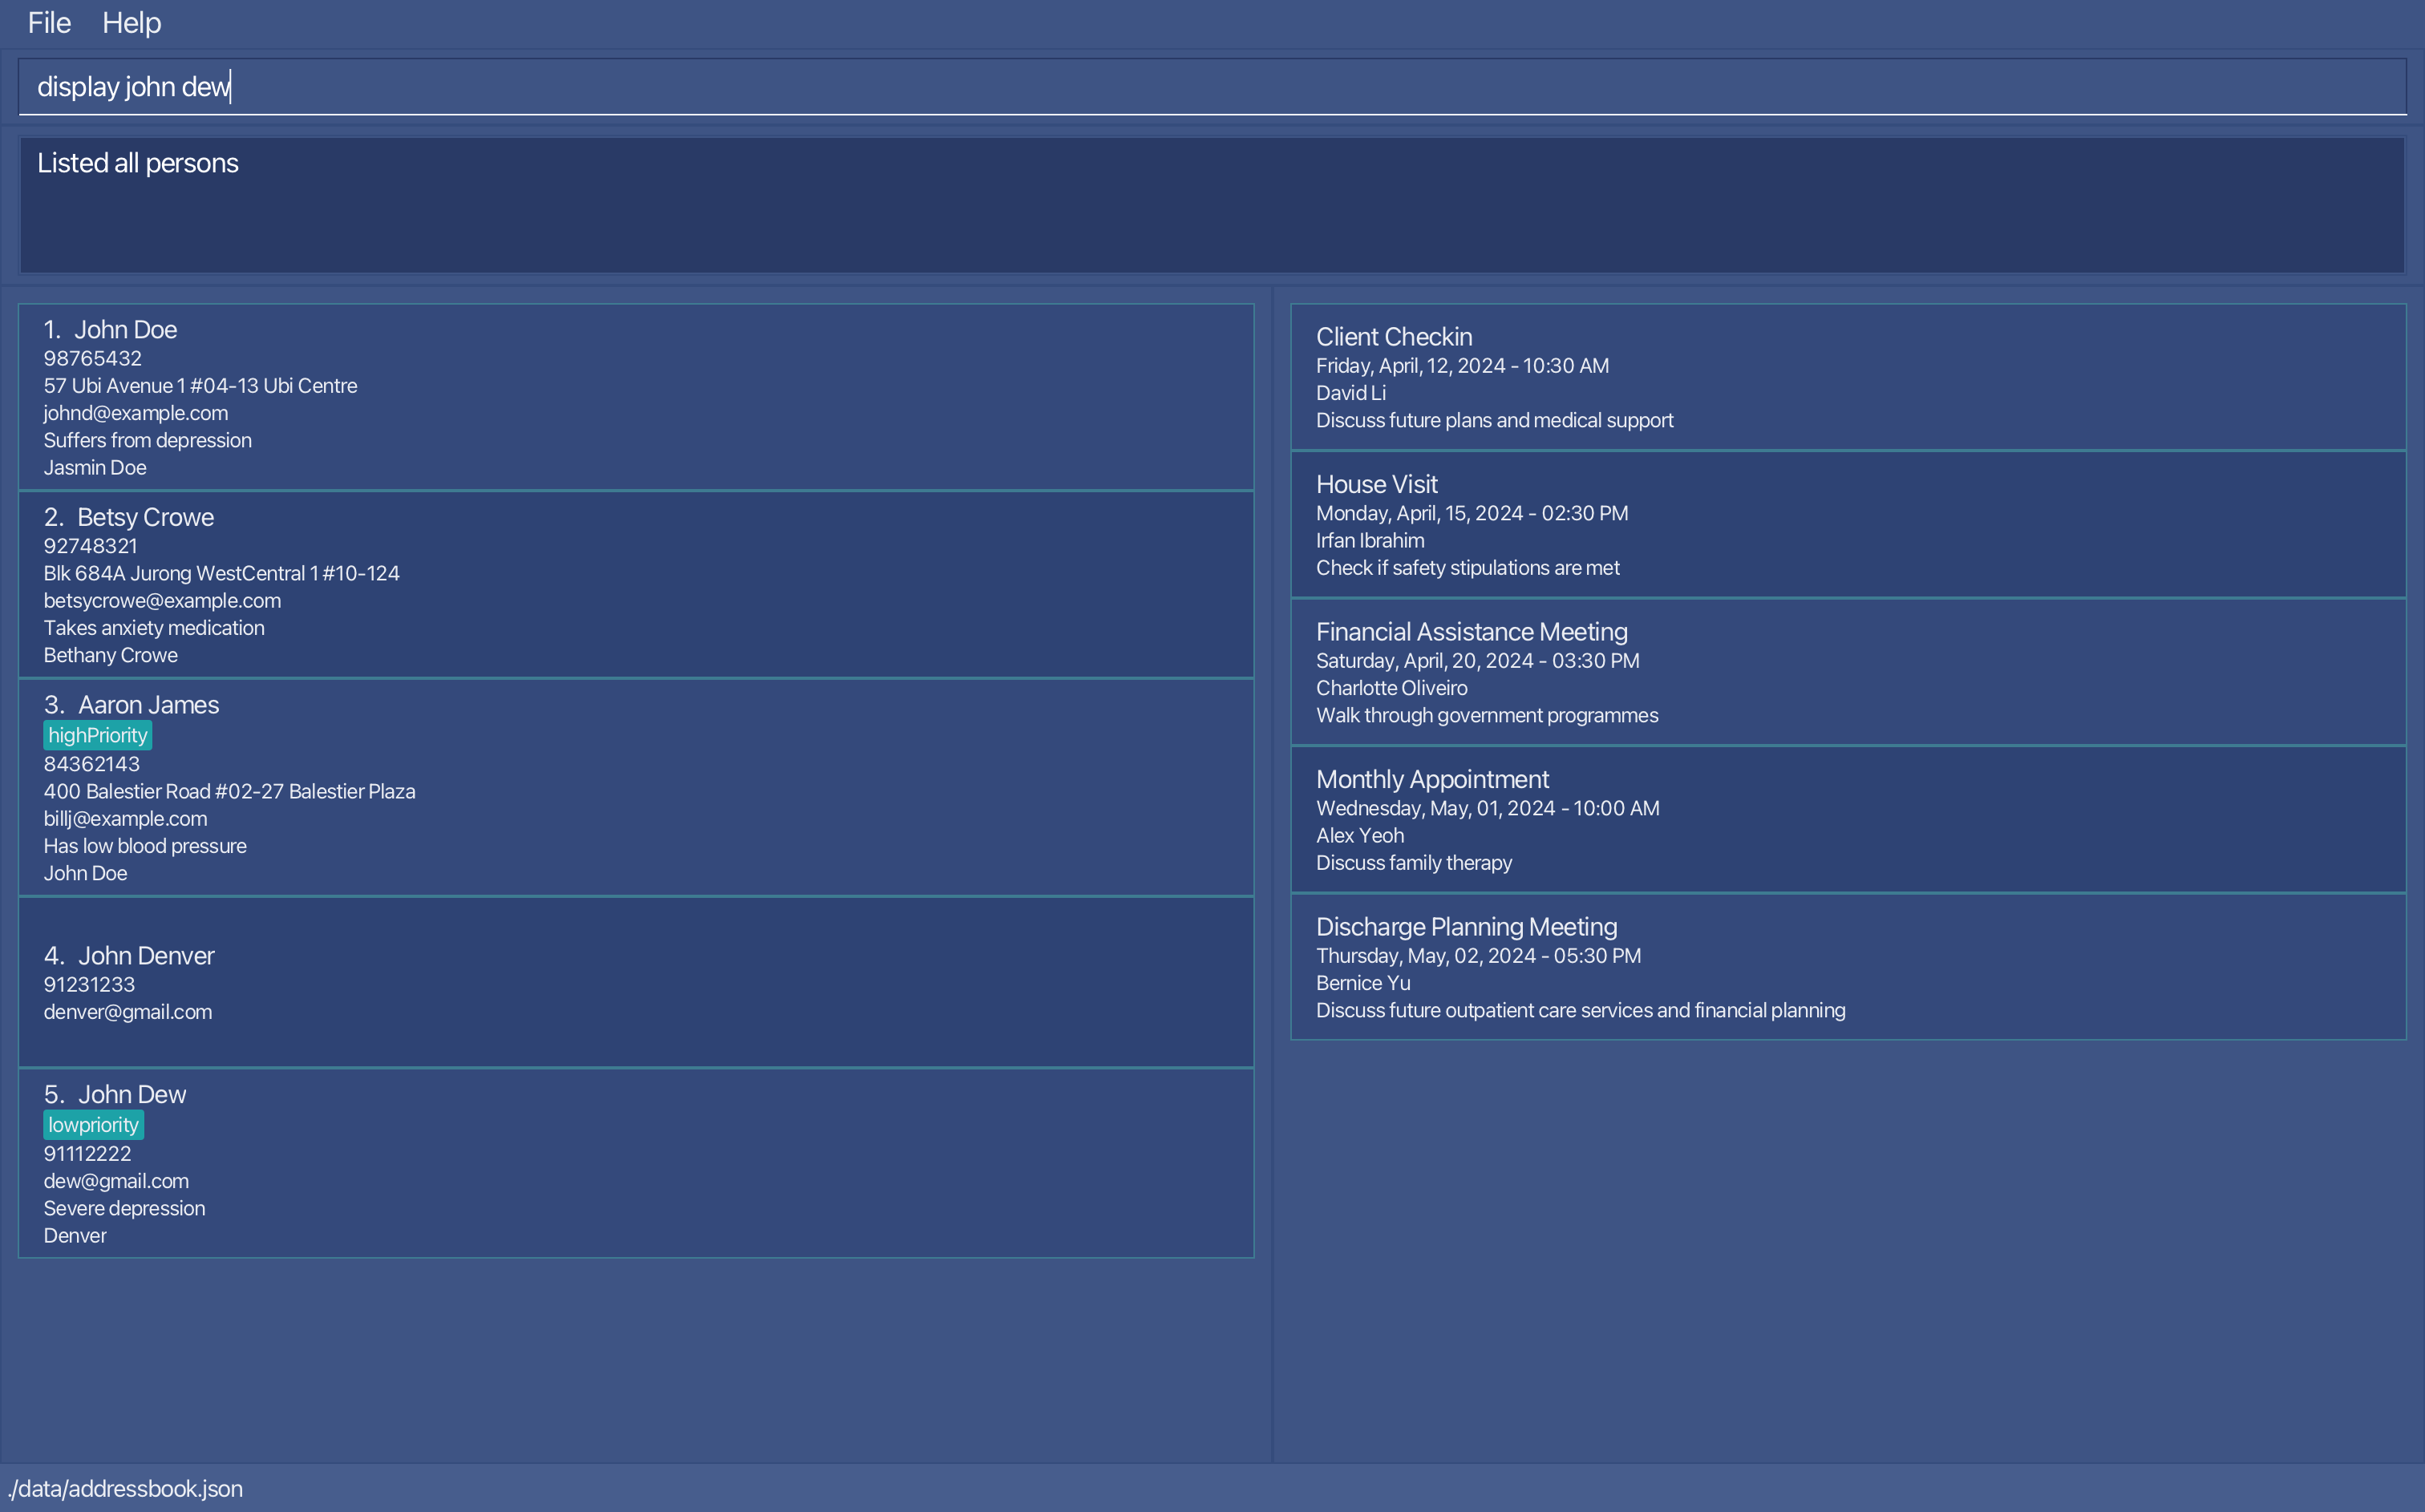 File Help
display john dew
Listed all persons
1. John Doe
98765432
57 Ubi Avenue 1 #04-13 Ubi Centre
johnd@example.com
Suffers from depression
Jasmin Doe
2. Betsy Crowe
92748321
Blk 684A Jurong WestCentral 1 #10-124
betsycrowe@example.com
Takes anxiety medication
Bethany Crowe
3. Aaron James
highPriority
84362143
400 Balestier Road #02-27 Balestier Plaza
billj@example.com
Has low blood pressure
John Doe
4. John Denver
91231233
denver@gmail.com
5. John Dew
lowpriority
91112222
dew@gmail.com
Severe depression
Denver
Client Checkin
Friday, April, 12, 2024 - 10:30 AM
David Li
Discuss future plans and medical support
House Visit
Monday, April, 15, 2024 - 02:30 PM
Irfan Ibrahim
Check if safety stipulations are met
Financial Assistance Meeting
Saturday, April, 20, 2024 - 03:30 PM
Charlotte Oliveiro
Walk through government programmes
Monthly Appointment
Wednesday, May, 01, 2024 - 10:00 AM
Alex Yeoh
Discuss family therapy
Discharge Planning Meeting
Thursday, May, 02, 2024 - 05:30 PM
Bernice Yu
Discuss future outpatient care services and financial planning
./data/addressbook.json